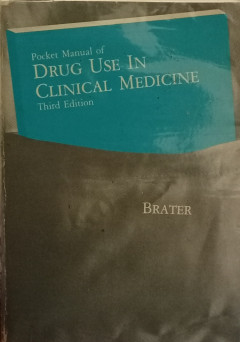 Pocket Manual of
DRUG USE IN
CLINICAL MEDICINE
Third Edition
BRATER